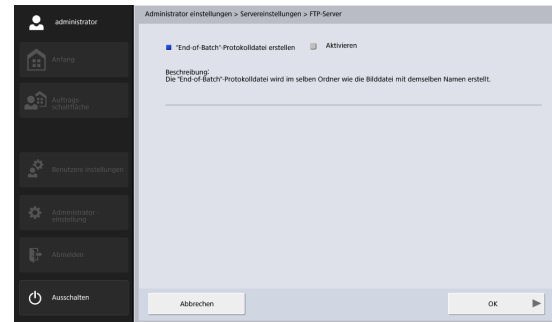 administrator
Anfang
Auftrags-
schaltfläche
Benutzere instellungen
Administrator-
einstellung
Abmelden
Ausschalten
Administrator einstellungen > Servereinstellungen > FTP-Server
"End-of-Batch"-Protokolldatei erstellen
Aktivieren
Beschreibung:
Die "End-of-Batch"-Protokolldatei wird im selben Ordner wie die Bilddatei mit demselben Namen erstellt.
Abbrechen
OK